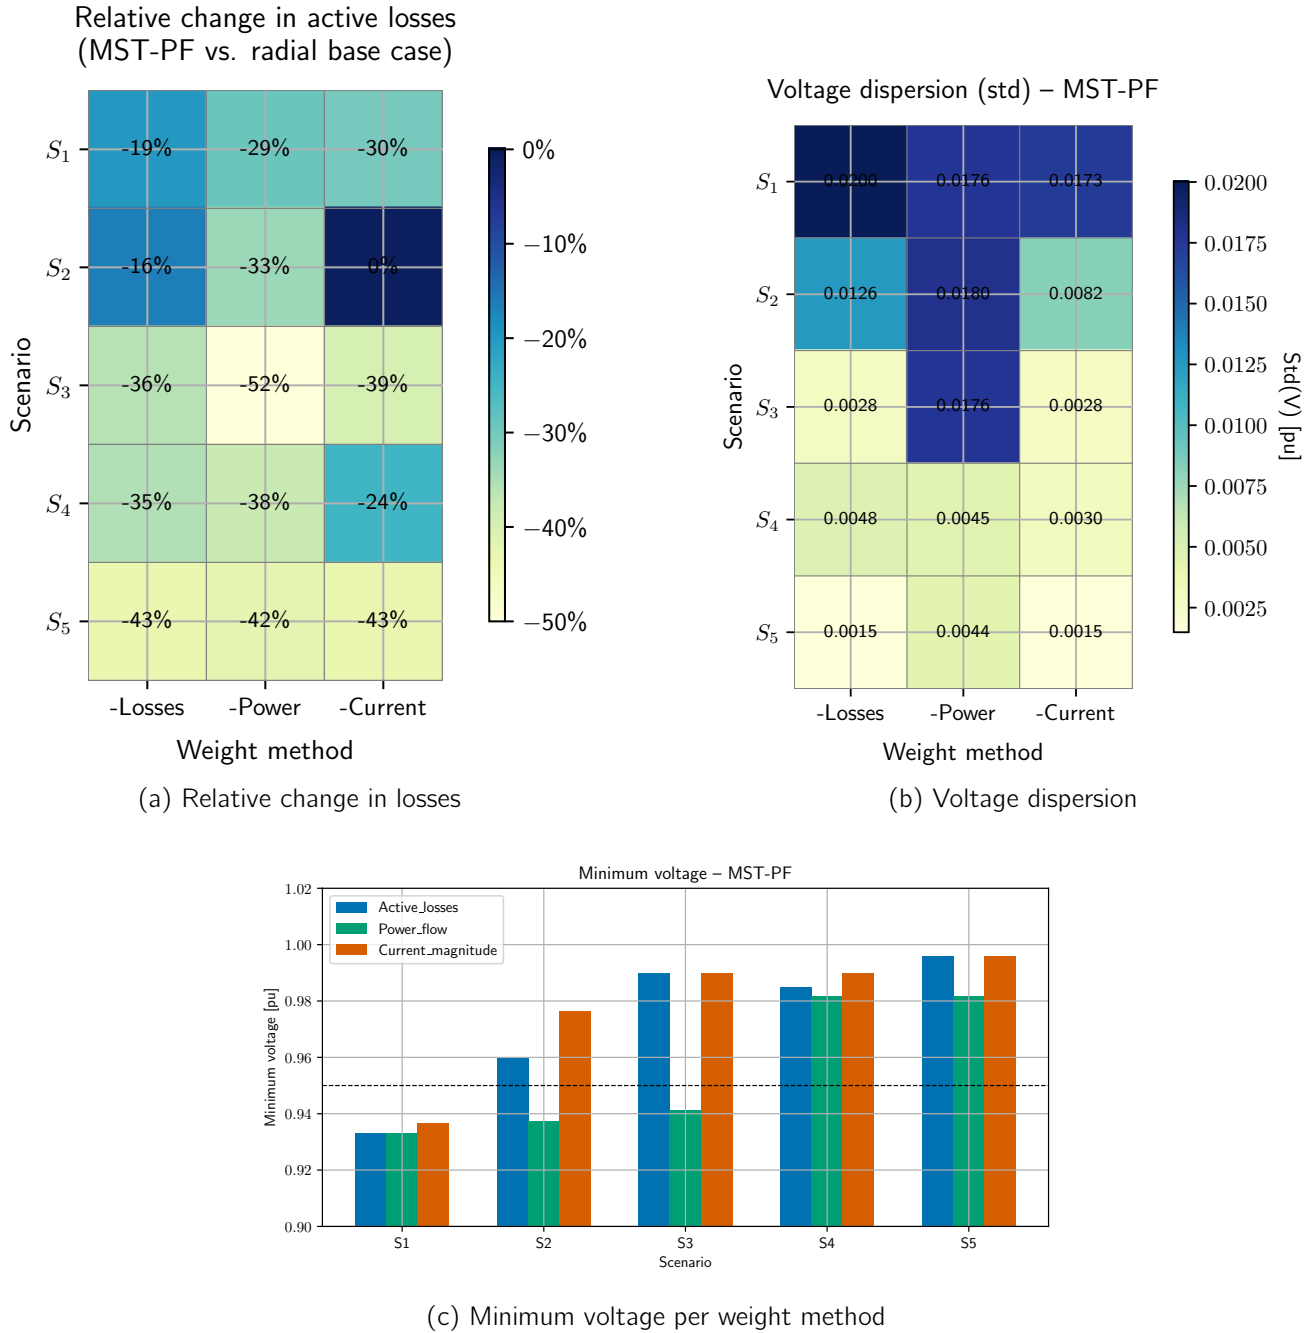 Relative change in active losses
(MST-PF vs. radial base case)
Scenario
S1 -19% -29% -30%
S2 -16% -33% 0%
S3 -36% -52% -39%
S4 -35% -38% -24%
S5 -43% -42% -43%
-Losses -Power -Current
Weight method
0%
−10%
−20%
−30%
−40%
−50%
(a) Relative change in losses
Voltage dispersion (std) – MST-PF
Scenario
S1 0.0200 0.0176 0.0173
S2 0.0126 0.0180 0.0082
S3 0.0028 0.0176 0.0028
S4 0.0048 0.0045 0.0030
S5 0.0015 0.0044 0.0015
-Losses -Power -Current
Weight method
0.0200
0.0175
0.0150
0.0125
0.0100
0.0075
0.0050
0.0025
Std(V) [pu]
(b) Voltage dispersion
Minimum voltage – MST-PF
Active_losses
Power_flow
Current_magnitude
Minimum voltage [pu]
1.02
1.00
0.98
0.96
0.94
0.92
0.90
S1 S2 S3 S4 S5
Scenario
(c) Minimum voltage per weight method